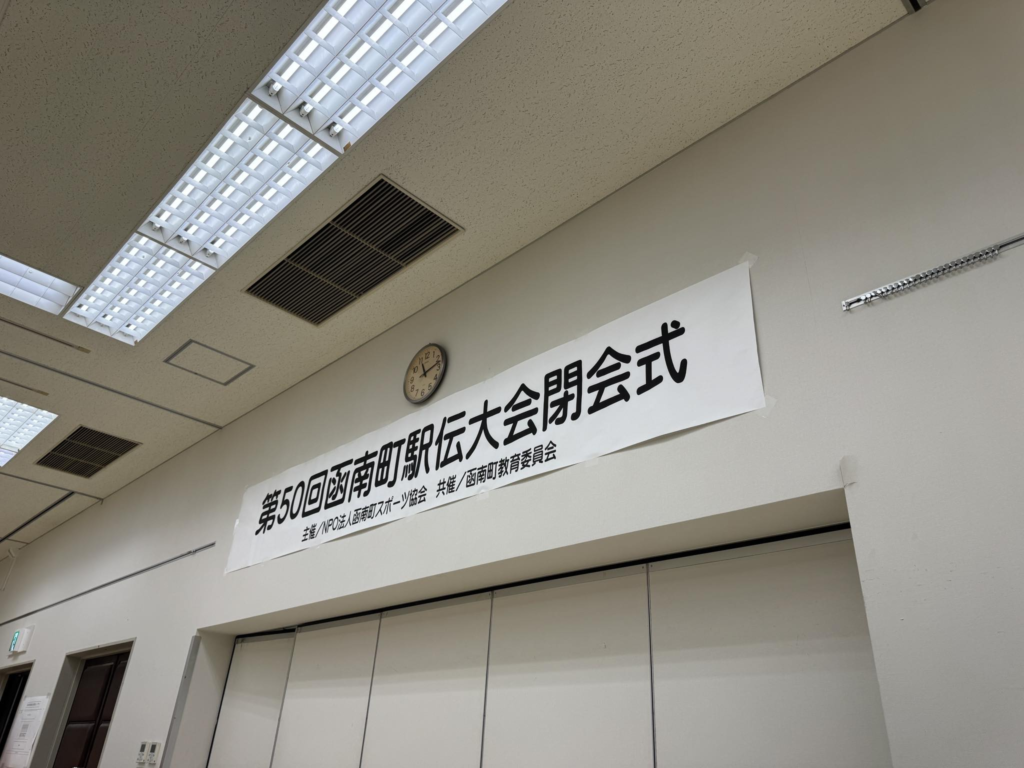 第50回函南町駅伝大会閉会式
主催／NPO法人函南町スポーツ協会　共催／函南町教育委員会